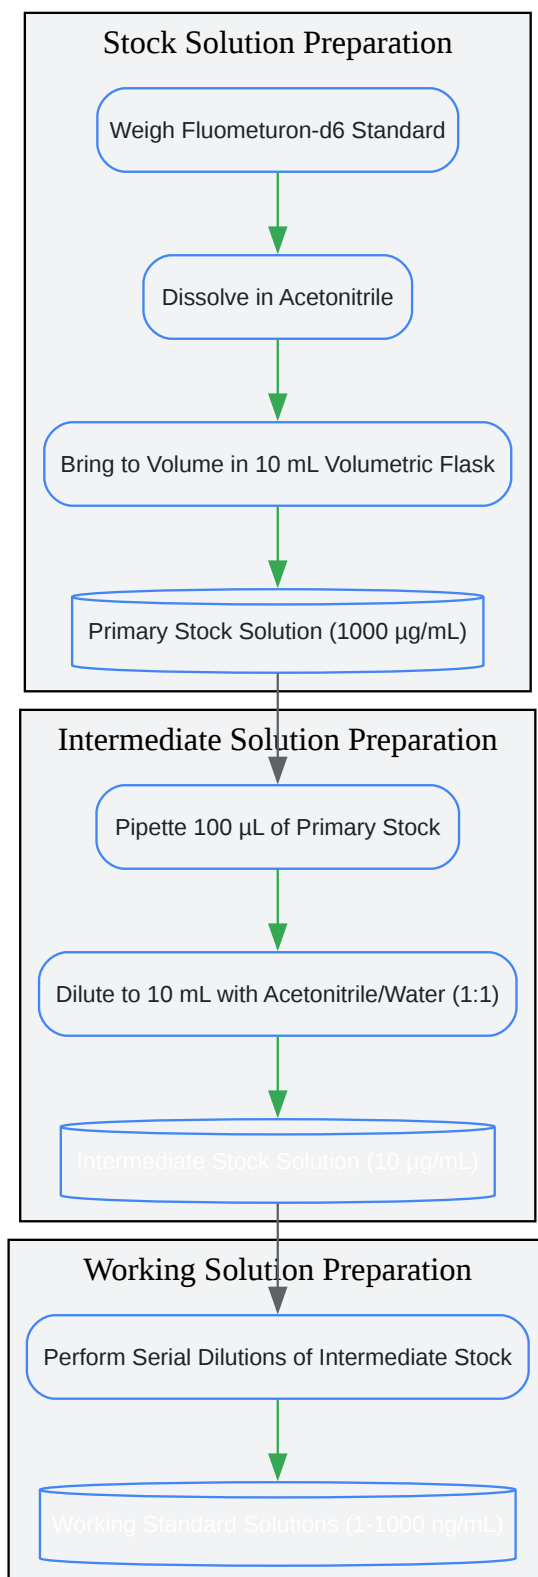 Stock Solution Preparation
Weigh Fluometuron-d6 Standard
Dissolve in Acetonitrile
Bring to Volume in 10 mL Volumetric Flask
Primary Stock Solution (1000 µg/mL)
Intermediate Solution Preparation
Pipette 100 µL of Primary Stock
Dilute to 10 mL with Acetonitrile/Water (1:1)
Intermediate Stock Solution (10 µg/mL)
Working Solution Preparation
Perform Serial Dilutions of Intermediate Stock
Working Standard Solutions (1-1000 ng/mL)